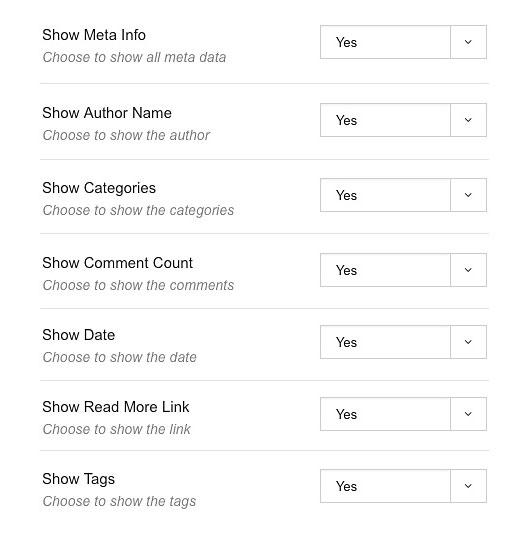 Show Meta Info
Yes
Choose to show all meta data
Show Author Name
Yes
Choose to show the author
Show Categories
Yes
Choose to show the categories
Show Comment Count
Yes
Choose to show the comments
Show Date
Yes
Choose to show the date
Show Read More Link
Yes
Choose to show the link
Show Tags
Yes
Choose to show the tags